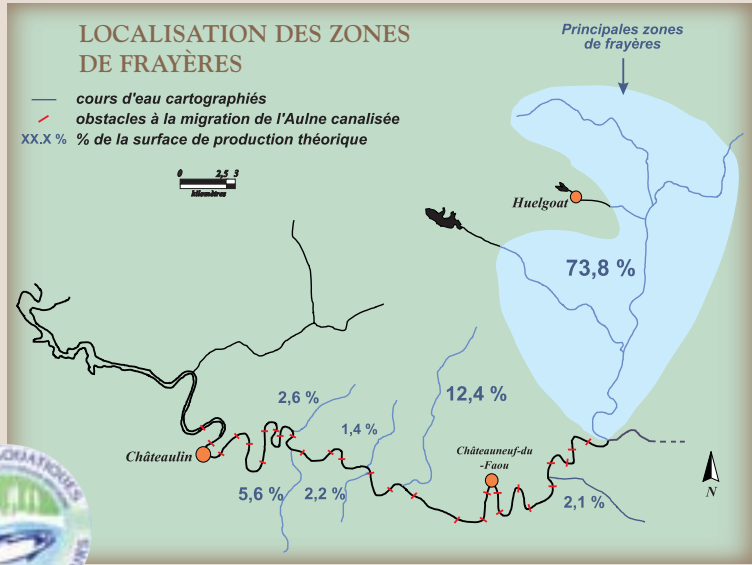 LOCALISATION DES ZONES
DE FRAYÈRES
Principales zones
de frayères
cours d'eau cartographiés
obstacles à la migration de l'Aulne canalisée
XX.X % % de la surface de production théorique
0 2,5 3
kilomètres
Huelgoat
73,8 %
12,4 %
2,6 %
1,4 %
Châteaulin
Châteauneuf-du
-Faou
5,6 %
2,2 %
2,1 %
N
AQUATIQUES